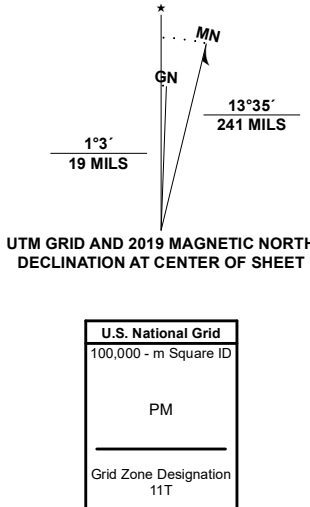 ★
MN
GN
13°35´
241 MILS
1°3´
19 MILS
UTM GRID AND 2019 MAGNETIC NORTH
DECLINATION AT CENTER OF SHEET
U.S. National Grid
100,000 - m Square ID
PM
Grid Zone Designation
11T